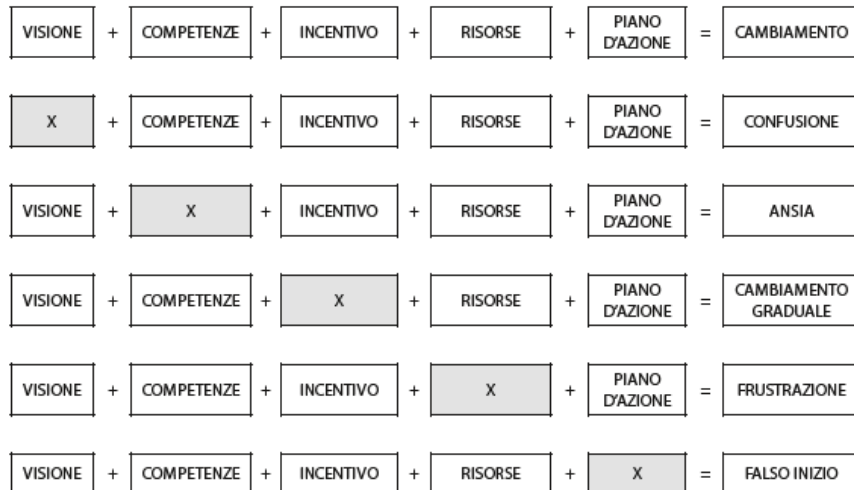 VISIONE + COMPETENZE + INCENTIVO + RISORSE + PIANO D'AZIONE = CAMBIAMENTO
X + COMPETENZE + INCENTIVO + RISORSE + PIANO D'AZIONE = CONFUSIONE
VISIONE + X + INCENTIVO + RISORSE + PIANO D'AZIONE = ANSIA
VISIONE + COMPETENZE + X + RISORSE + PIANO D'AZIONE = CAMBIAMENTO GRADUALE
VISIONE + COMPETENZE + INCENTIVO + X + PIANO D'AZIONE = FRUSTRAZIONE
VISIONE + COMPETENZE + INCENTIVO + RISORSE + X = FALSO INIZIO